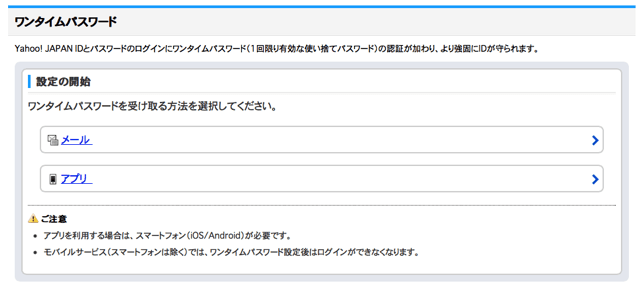 ワンタイムパスワード
Yahoo! JAPAN IDとパスワードのログインにワンタイムパスワード(1回限り有効な使い捨てパスワード)の認証が加わり、より強固にIDが守られます。
設定の開始
ワンタイムパスワードを受け取る方法を選択してください。
メール
アプリ
ご注意
• アプリを利用する場合は、スマートフォン(iOS/Android)が必要です。
• モバイルサービス(スマートフォンは除く)では、ワンタイムパスワード設定後はログインができなくなります。